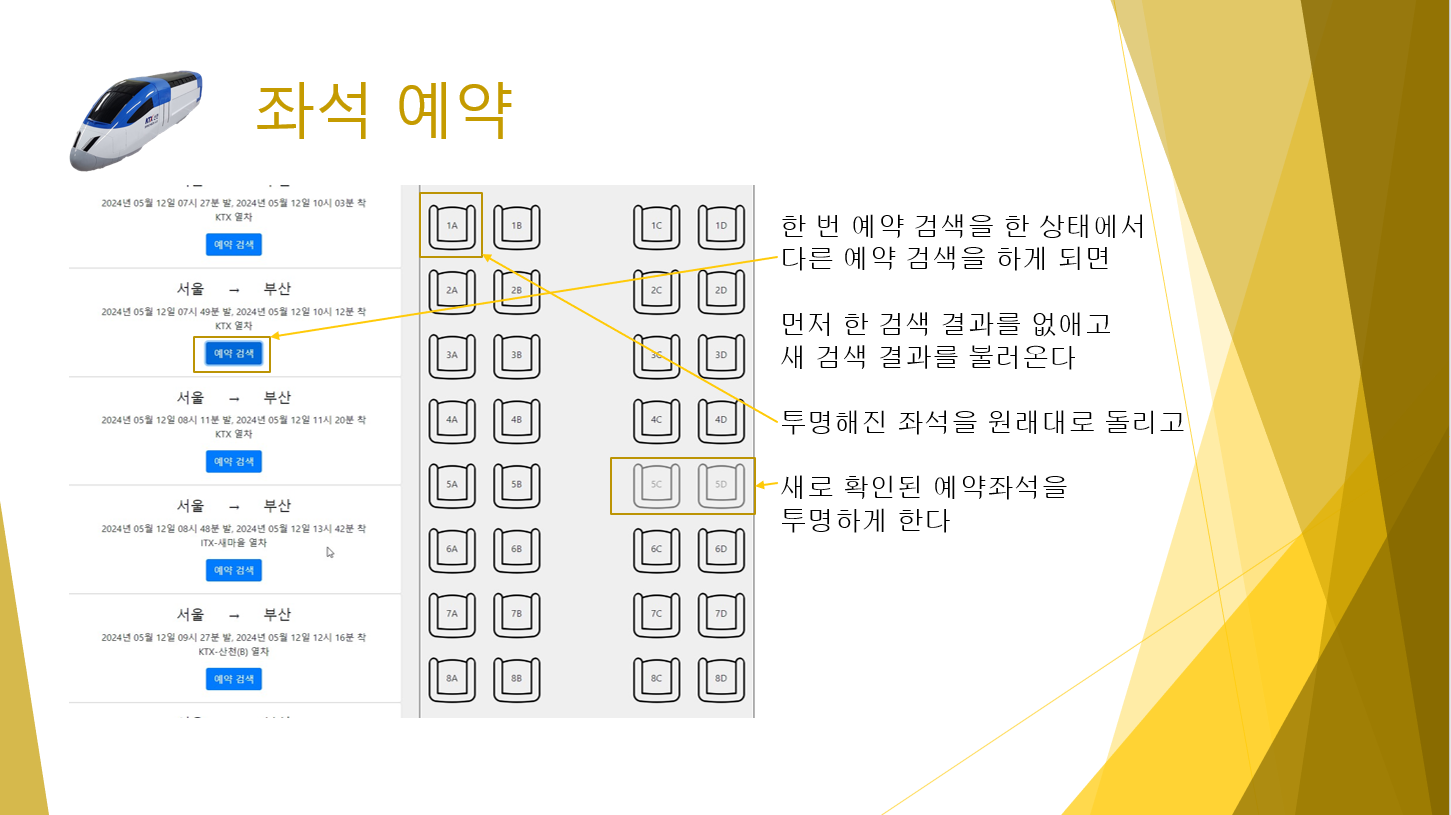 좌석 예약
2024년 05월 12일 07시 27분 발, 2024년 05월 12일 10시 03분 착
KTX 열차
예약 검색
서울 → 부산
2024년 05월 12일 07시 49분 발, 2024년 05월 12일 10시 12분 착
KTX 열차
예약 검색
서울 → 부산
2024년 05월 12일 08시 11분 발, 2024년 05월 12일 11시 20분 착
KTX 열차
예약 검색
서울 → 부산
2024년 05월 12일 08시 48분 발, 2024년 05월 12일 13시 42분 착
ITX-새마을 열차
예약 검색
서울 → 부산
2024년 05월 12일 09시 27분 발, 2024년 05월 12일 12시 16분 착
KTX-산천(B) 열차
예약 검색
1A 1B 1C 1D
2A 2B 2C 2D
3A 3B 3C 3D
4A 4B 4C 4D
5A 5B 5C 5D
6A 6B 6C 6D
7A 7B 7C 7D
8A 8B 8C 8D
한 번 예약 검색을 한 상태에서
다른 예약 검색을 하게 되면
먼저 한 검색 결과를 없애고
새 검색 결과를 불러온다
투명해진 좌석을 원래대로 돌리고
새로 확인된 예약좌석을
투명하게 한다